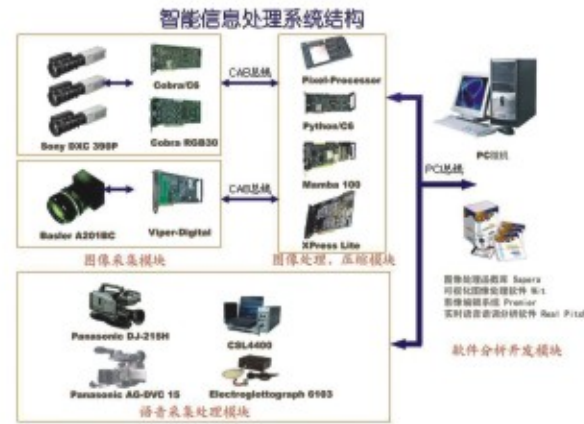 智能信息处理系统结构
CAB总线
Cobra/C6
Pixel-Processor
Python/C6
Sony DXC 390P
Cobra RGB30
PC微机
Mamba 100
PCI总线
CAB总线
Basler A201BC
Viper-Digital
XPress Lite
图像采集模块
图像处理、压缩模块
图像处理函数库 Sapera
可视化图像处理软件 Wit
影像编辑系统 Premier
实时语音语调分析软件 Real Pitch
Panasonic DJ-215H
CSL4400
软件分析开发模块
Panasonic AG-DVC 15
Electroglottograph 6103
语音采集处理模块